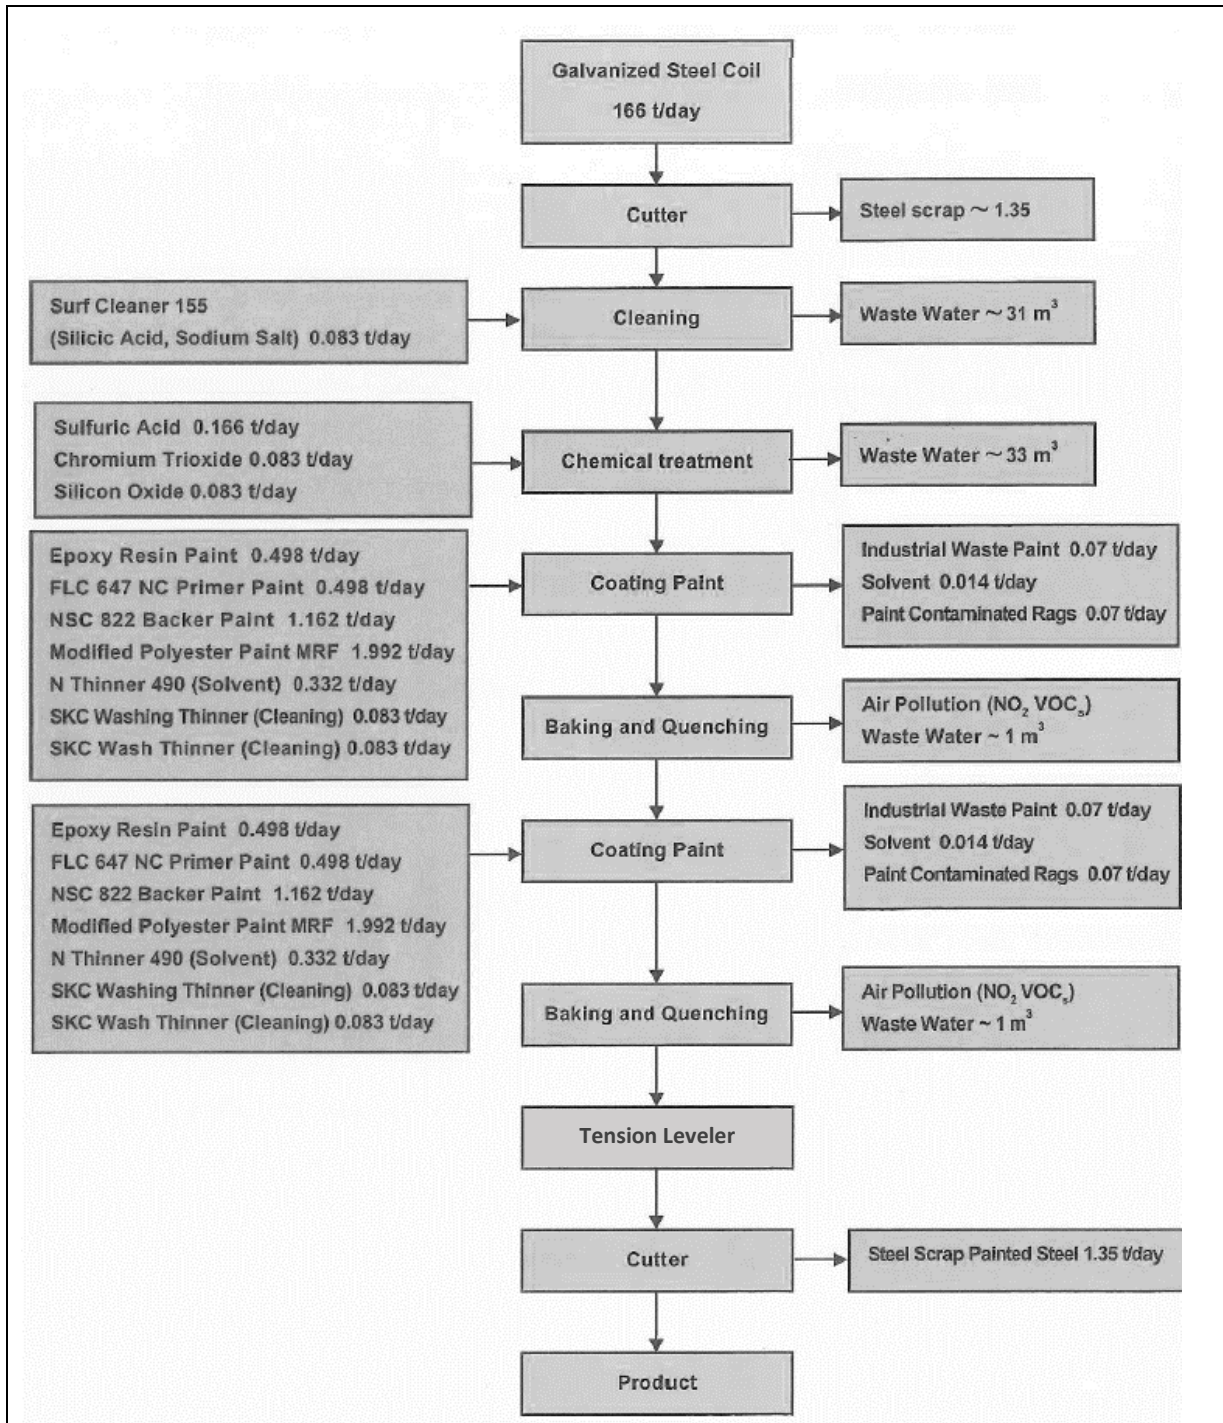 Galvanized Steel Coil
166 t/day
Cutter
Steel scrap ~ 1.35
Surf Cleaner 155
(Silicic Acid, Sodium Salt) 0.083 t/day
Cleaning
Waste Water ~ 31 m³
Sulfuric Acid 0.166 t/day
Chromium Trioxide 0.083 t/day
Silicon Oxide 0.083 t/day
Chemical treatment
Waste Water ~ 33 m³
Epoxy Resin Paint 0.498 t/day
FLC 647 NC Primer Paint 0.498 t/day
NSC 822 Backer Paint 1.162 t/day
Modified Polyester Paint MRF 1.992 t/day
N Thinner 490 (Solvent) 0.332 t/day
SKC Washing Thinner (Cleaning) 0.083 t/day
SKC Wash Thinner (Cleaning) 0.083 t/day
Coating Paint
Industrial Waste Paint 0.07 t/day
Solvent 0.014 t/day
Paint Contaminated Rags 0.07 t/day
Baking and Quenching
Air Pollution (NO₂ VOCₛ)
Waste Water ~ 1 m³
Epoxy Resin Paint 0.498 t/day
FLC 647 NC Primer Paint 0.498 t/day
NSC 822 Backer Paint 1.162 t/day
Modified Polyester Paint MRF 1.992 t/day
N Thinner 490 (Solvent) 0.332 t/day
SKC Washing Thinner (Cleaning) 0.083 t/day
SKC Wash Thinner (Cleaning) 0.083 t/day
Coating Paint
Industrial Waste Paint 0.07 t/day
Solvent 0.014 t/day
Paint Contaminated Rags 0.07 t/day
Baking and Quenching
Air Pollution (NO₂ VOCₛ)
Waste Water ~ 1 m³
Tension Leveler
Cutter
Steel Scrap Painted Steel 1.35 t/day
Product